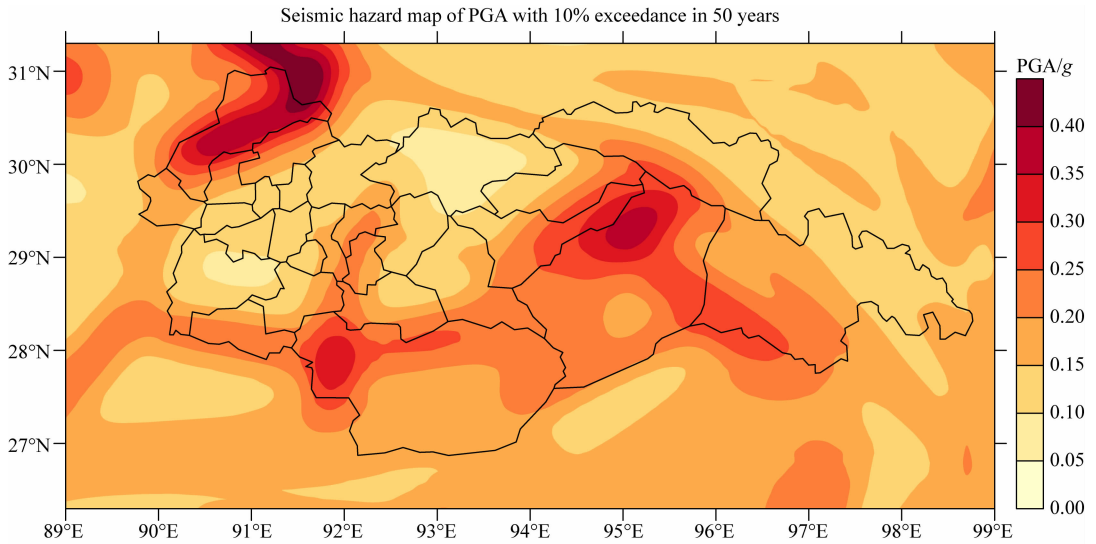 Seismic hazard map of PGA with 10% exceedance in 50 years
PGA/g
31°N
30°N
29°N
28°N
27°N
0.40
0.35
0.30
0.25
0.20
0.15
0.10
0.05
0.00
89°E 90°E 91°E 92°E 93°E 94°E 95°E 96°E 97°E 98°E 99°E